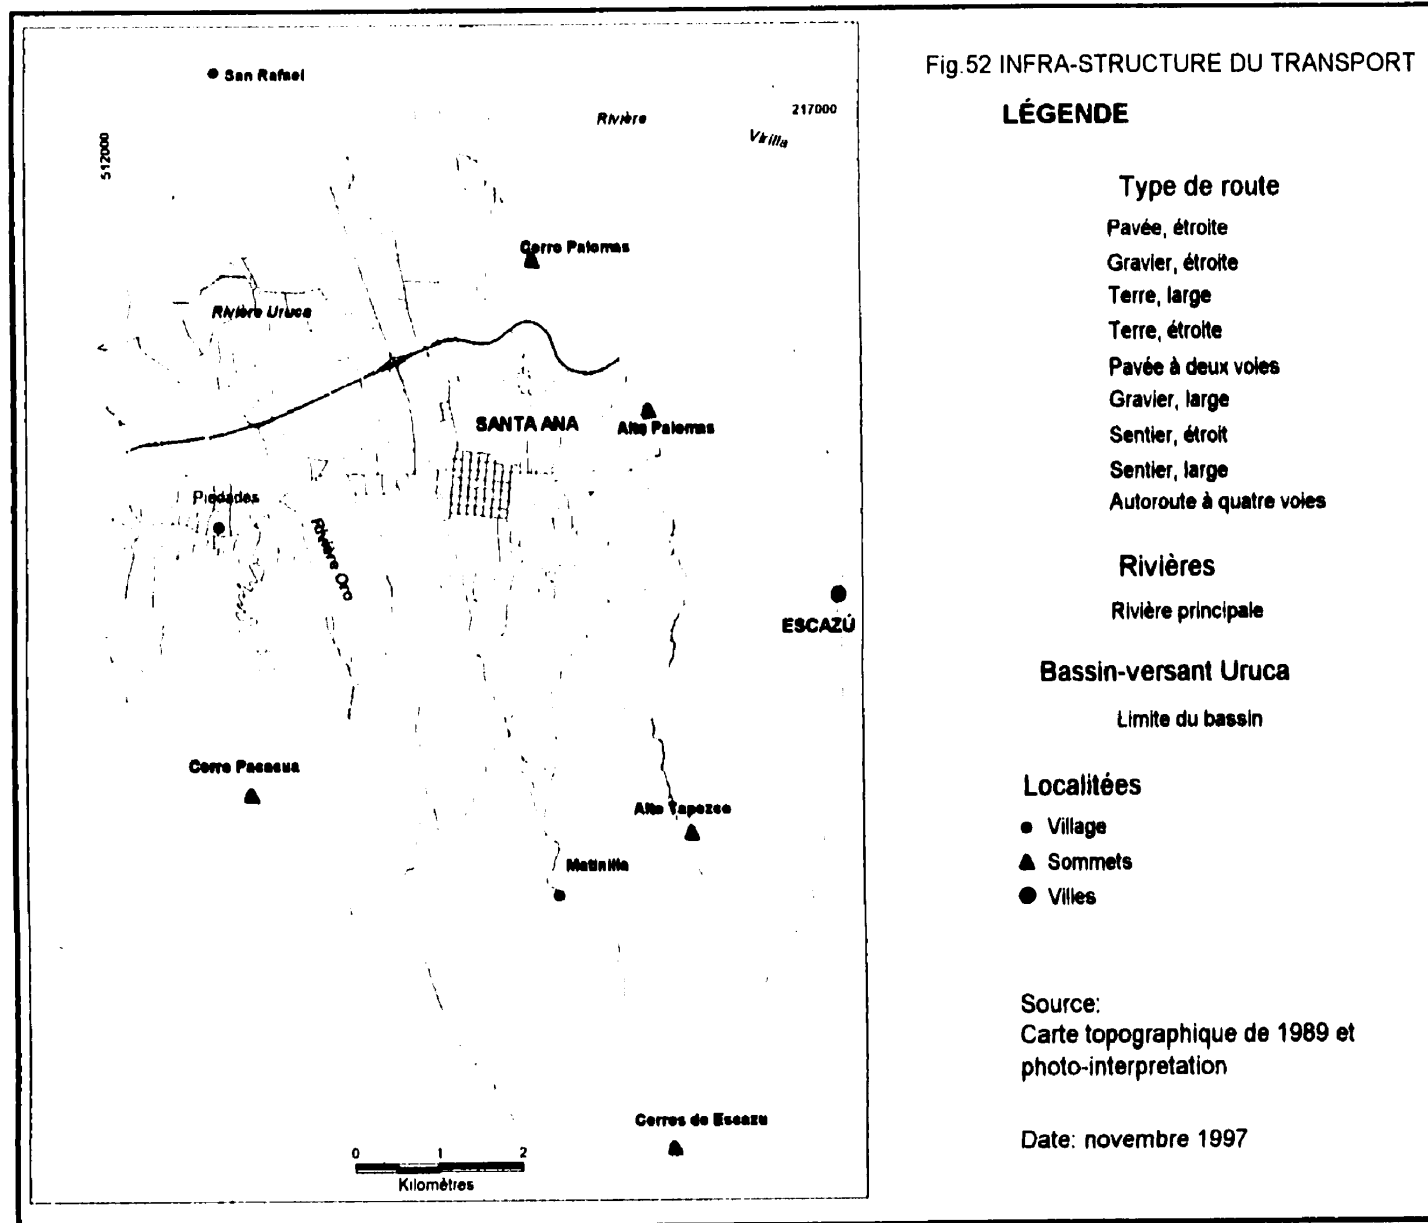 Fig.52 INFRA-STRUCTURE DU TRANSPORT
LÉGENDE
Type de route
Pavée, étroite
Gravier, étroite
Terre, large
Terre, étroite
Pavée à deux voies
Gravier, large
Sentier, étroit
Sentier, large
Autoroute à quatre voies
Rivières
Rivière principale
Bassin-versant Uruca
Limite du bassin
Localitées
Village
Sommets
Villes
Source:
Carte topographique de 1989 et
photo-interpretation
Date: novembre 1997
San Rafael
512000
217000
Rivière
Virilla
Cerro Palomas
Rivière Uruca
SANTA ANA
Alto Palomas
Piedades
Rivière Oro
ESCAZÚ
Cerro Pacacua
Alto Tapezco
Matinilla
Cerros de Escazu
0 1 2
Kilomètres